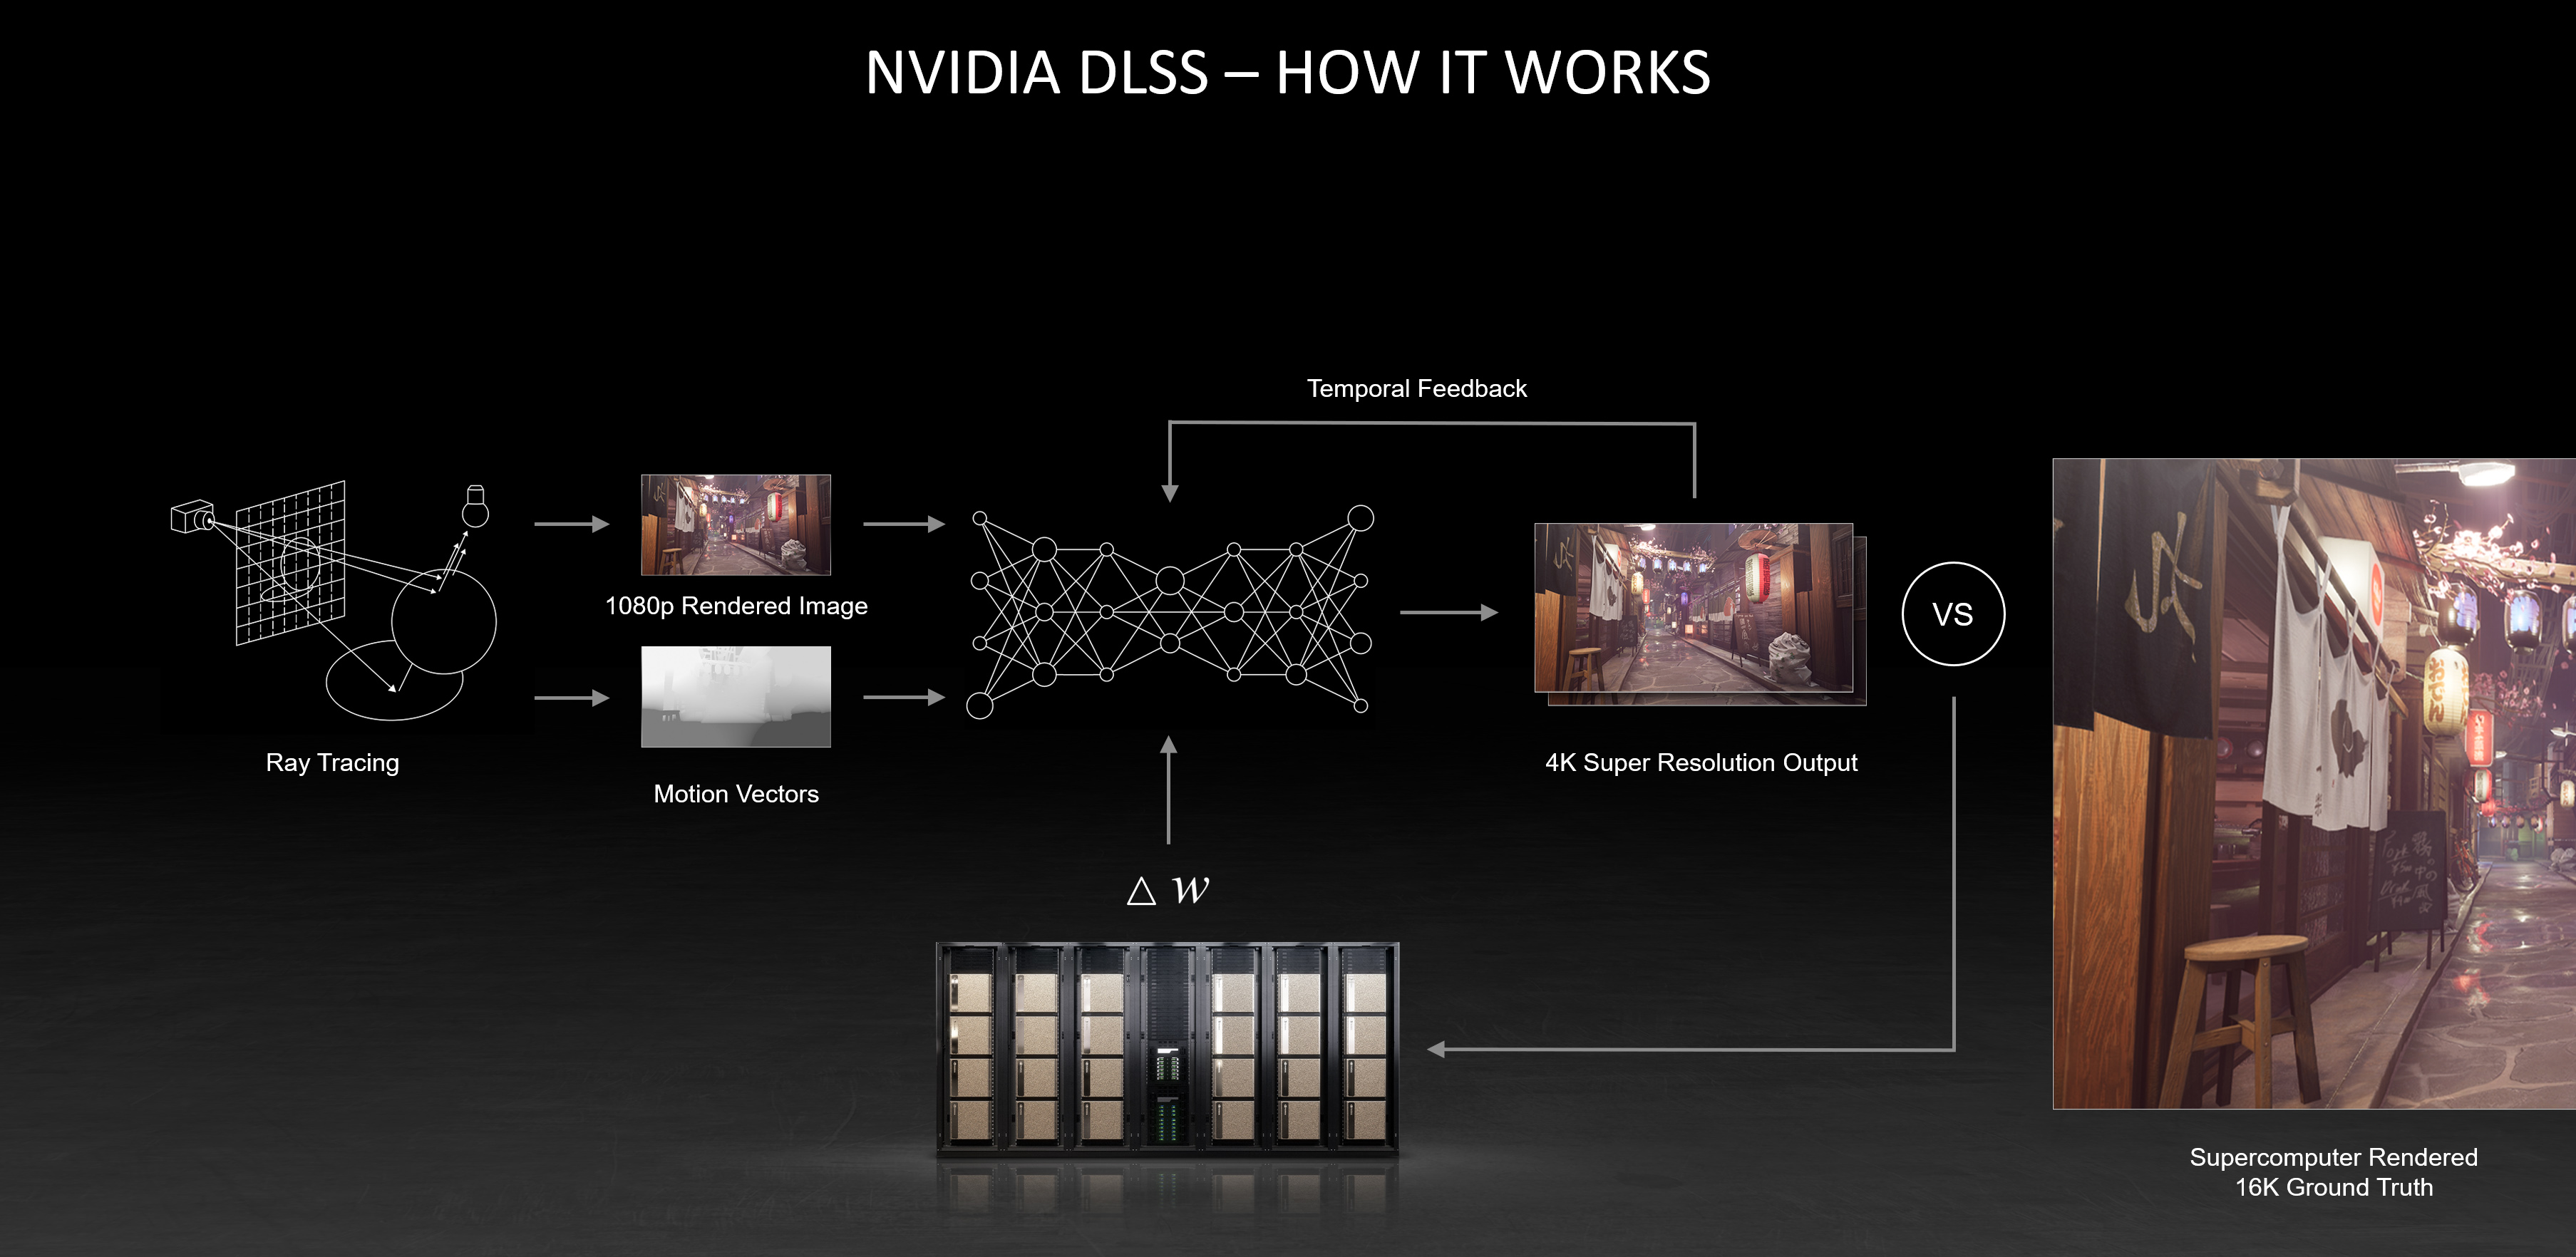 NVIDIA DLSS – HOW IT WORKS
Temporal Feedback
1080p Rendered Image
VS
Ray Tracing
4K Super Resolution Output
Motion Vectors
△ w
Supercomputer Rendered
16K Ground Truth